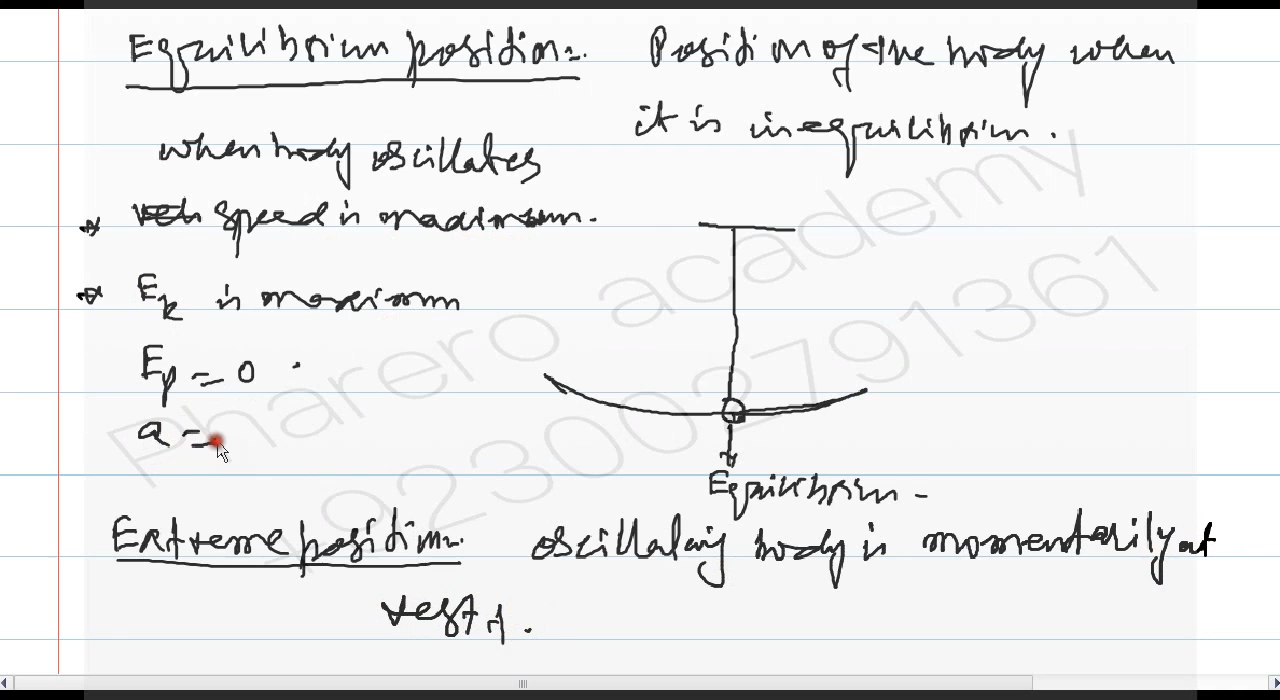 Equilibrium position:- Position of the body when
it is in equilibrium.
when body oscillates
→ speed is maximum.
→ Ek is maximum
Ep = 0 .
a =
Equilibrium -
Extreme position:- oscillating body is momentarily at
rest.
Pharero academy
+923002791361